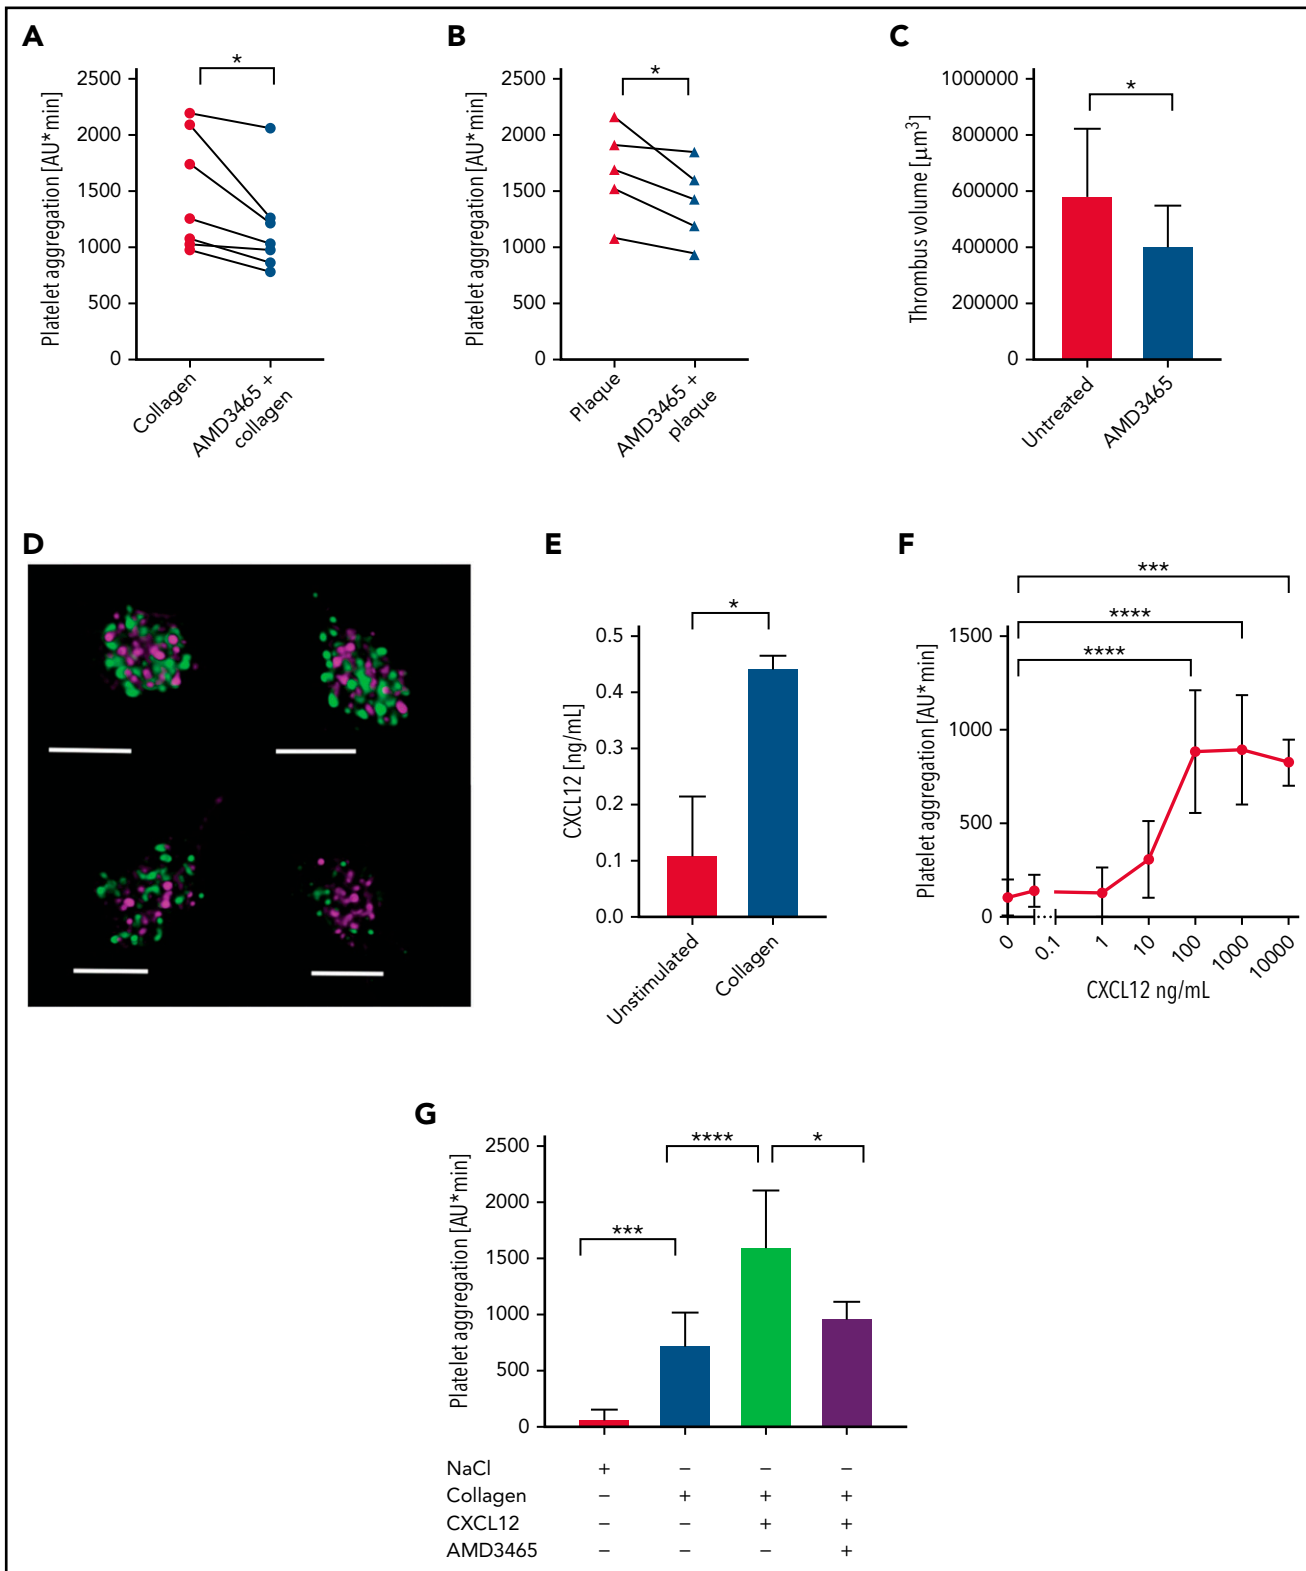 A
Platelet aggregation [AU*min]
2500
2000
1500
1000
500
0
*
Collagen
AMD3465 +
collagen
B
Platelet aggregation [AU*min]
2500
2000
1500
1000
500
0
*
Plaque
AMD3465 +
plaque
C
Thrombus volume [μm³]
1000000
800000
600000
400000
200000
0
*
Untreated
AMD3465
D
E
CXCL12 [ng/mL]
0.5
0.4
0.3
0.2
0.1
0.0
*
Unstimulated
Collagen
F
Platelet aggregation [AU*min]
1500
1000
500
0
***
****
****
0
0.1
1
10
100
1000
10000
CXCL12 ng/mL
G
Platelet aggregation [AU*min]
2500
2000
1500
1000
500
0
***
****
*
NaCl + – – –
Collagen – + + +
CXCL12 – – + +
AMD3465 – – – +